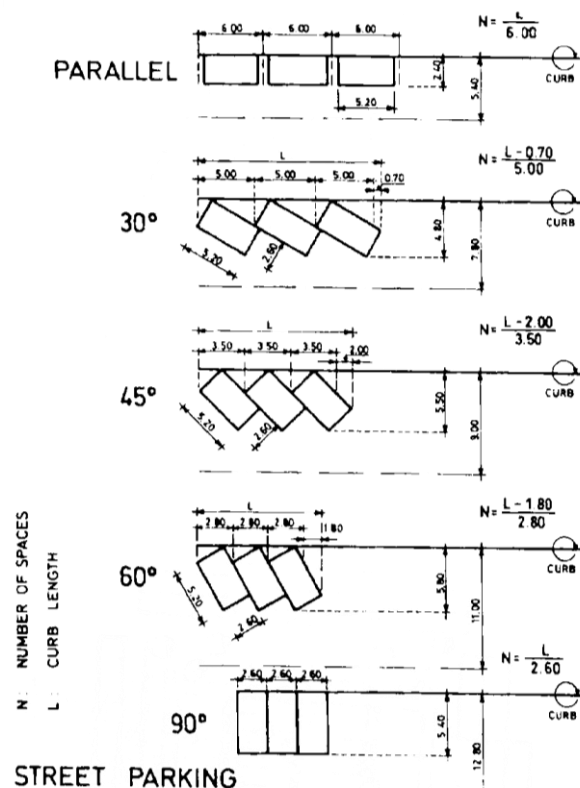 6.00 6.00 6.00
N = L / 6.00
PARALLEL
2.40
5.40
CURB
5.20
L
N = L - 0.70 / 5.00
5.00 5.00 5.00 0.70
30°
4.80
7.80
CURB
5.20
2.60
L
N = L - 2.00 / 3.50
3.50 3.50 3.50 2.00
45°
5.50
9.00
CURB
5.20
2.60
L
N = L - 1.80 / 2.80
2.80 2.80 2.80 1.80
60°
5.80
11.00
CURB
5.20
2.60
N = L / 2.60
2.60 2.60 2.60
90°
5.40
12.80
CURB
N: NUMBER OF SPACES
L: CURB LENGTH
STREET PARKING